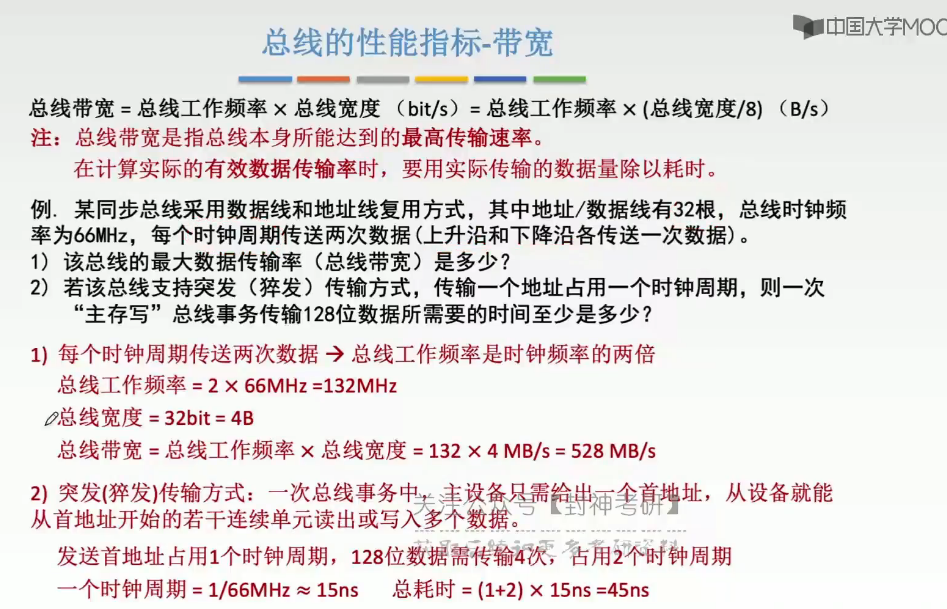 中国大学MOO
总线的性能指标-带宽
总线带宽 = 总线工作频率 × 总线宽度 （bit/s）= 总线工作频率 × (总线宽度/8) （B/s）
注：总线带宽是指总线本身所能达到的最高传输速率。
在计算实际的有效数据传输率时，要用实际传输的数据量除以耗时。
例. 某同步总线采用数据线和地址线复用方式，其中地址/数据线有32根，总线时钟频
率为66MHz，每个时钟周期传送两次数据(上升沿和下降沿各传送一次数据)。
1) 该总线的最大数据传输率（总线带宽）是多少？
2) 若该总线支持突发（猝发）传输方式，传输一个地址占用一个时钟周期，则一次
“主存写”总线事务传输128位数据所需要的时间至少是多少？
1) 每个时钟周期传送两次数据 → 总线工作频率是时钟频率的两倍
总线工作频率 = 2 × 66MHz =132MHz
总线宽度 = 32bit = 4B
总线带宽 = 总线工作频率 × 总线宽度 = 132 × 4 MB/s = 528 MB/s
2) 突发(猝发)传输方式：一次总线事务中，主设备只需给出一个首地址，从设备就能
从首地址开始的若干连续单元读出或写入多个数据。
关注公众号【封神考研】
发送首地址占用1个时钟周期，128位数据需传输4次，占用2个时钟周期
一个时钟周期 = 1/66MHz ≈ 15ns 总耗时 = (1+2) × 15ns =45ns